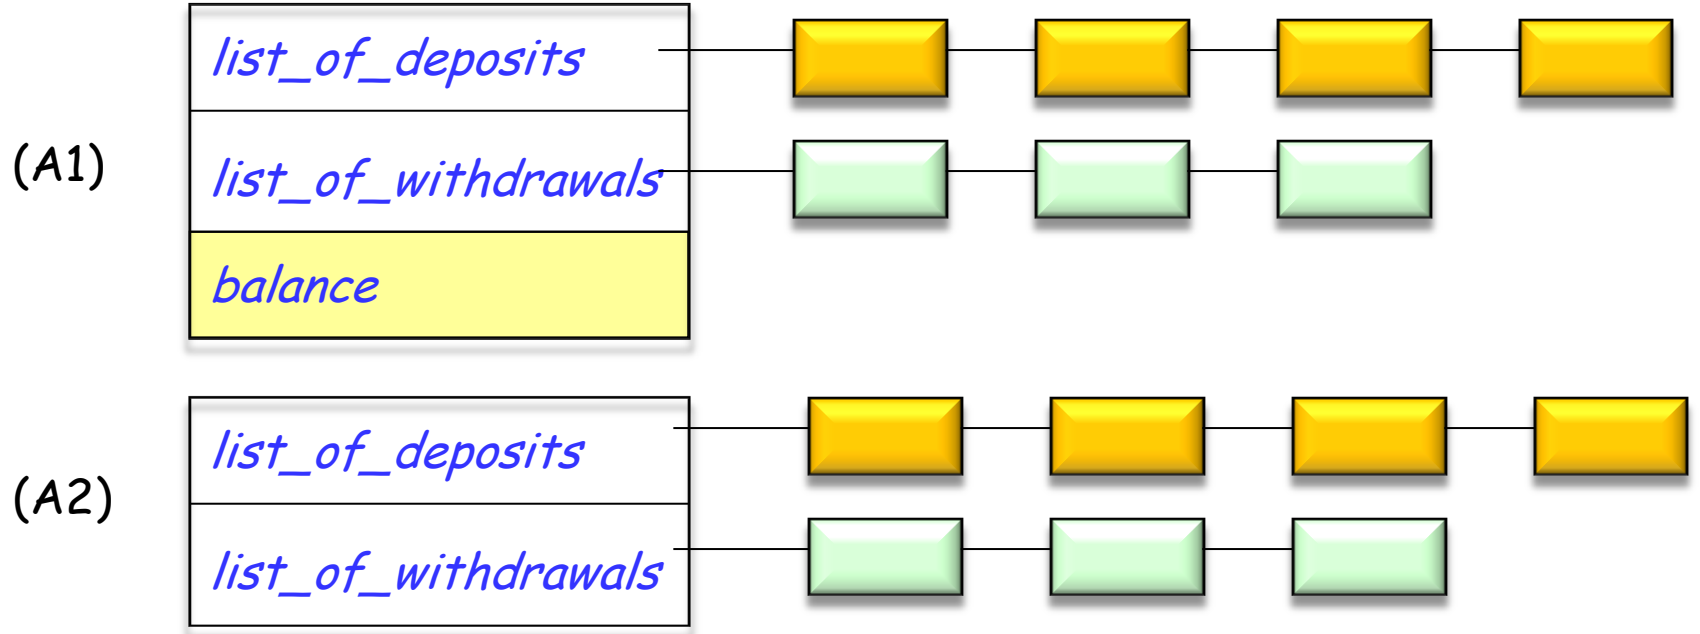 list_of_deposits
(A1)
list_of_withdrawals
balance
list_of_deposits
(A2)
list_of_withdrawals